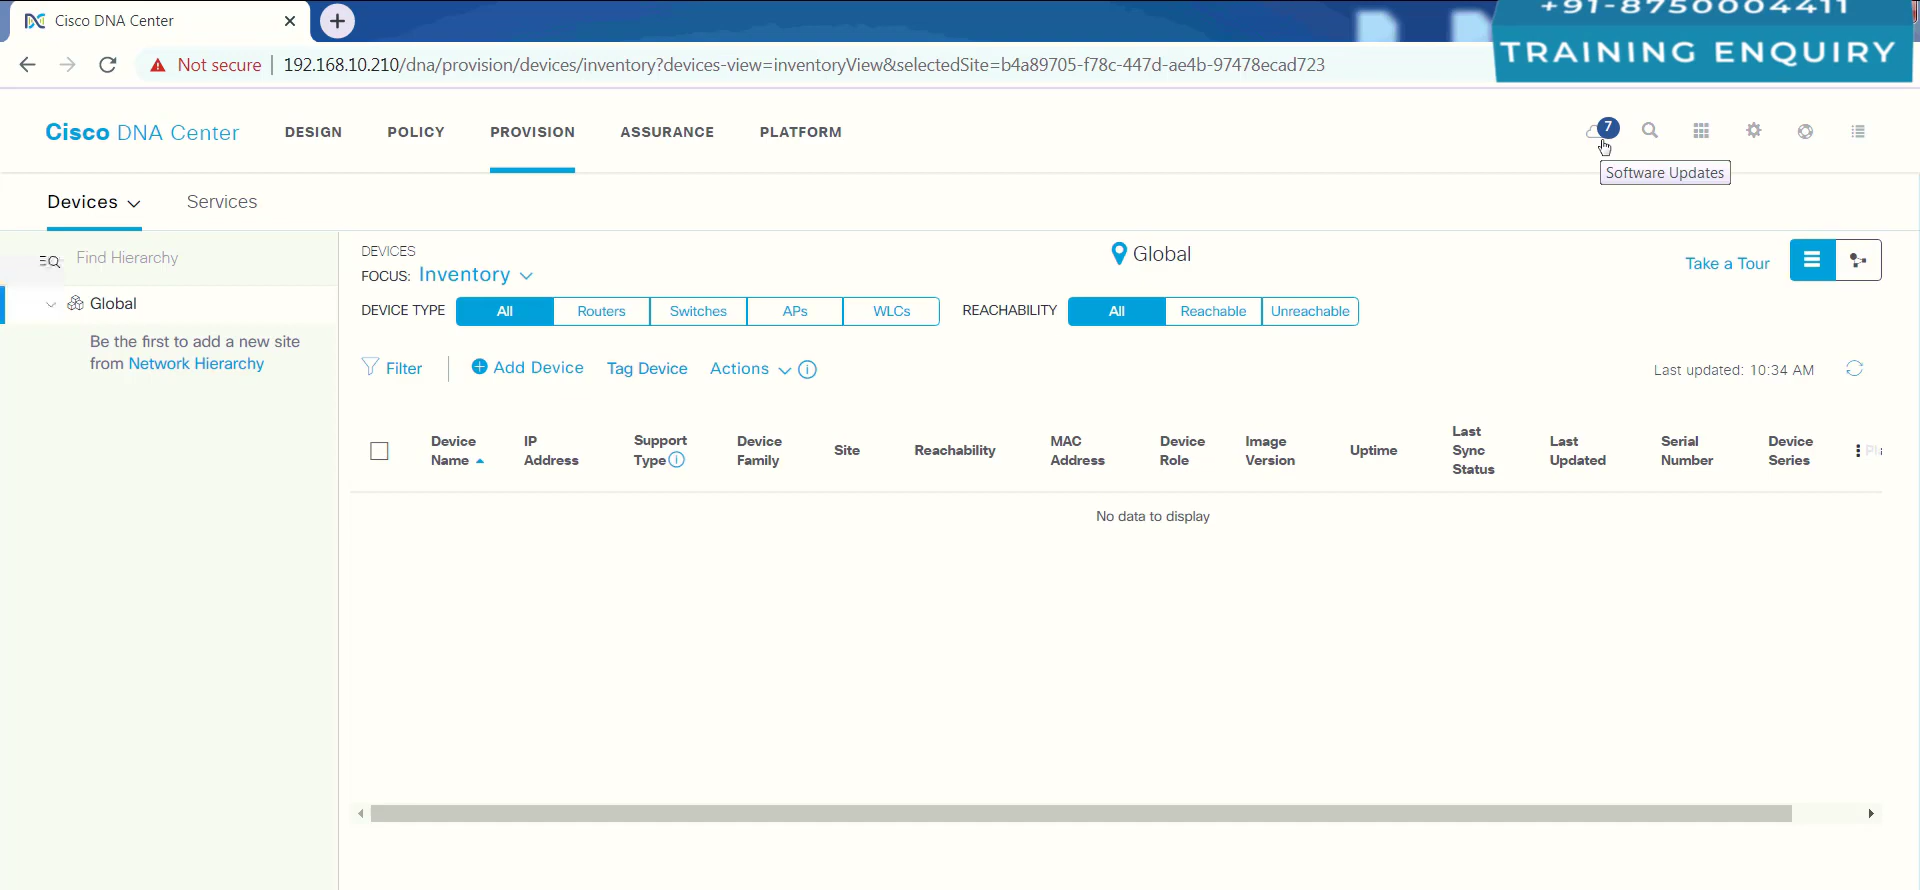 Cisco DNA Center
+91-8750004411
TRAINING ENQUIRY
Not secure
192.168.10.210/dna/provision/devices/inventory?devices-view=inventoryView&selectedSite=b4a89705-f78c-447d-ae4b-97478ecad723
Cisco DNA Center
DESIGN
POLICY
PROVISION
ASSURANCE
PLATFORM
7
Software Updates
Devices
Services
Find Hierarchy
Global
Be the first to add a new site
from Network Hierarchy
DEVICES
FOCUS: Inventory
Global
Take a Tour
DEVICE TYPE
All
Routers
Switches
APs
WLCs
REACHABILITY
All
Reachable
Unreachable
Filter
Add Device
Tag Device
Actions
Last updated: 10:34 AM
Device
Name
IP
Address
Support
Type
Device
Family
Site
Reachability
MAC
Address
Device
Role
Image
Version
Uptime
Last
Sync
Status
Last
Updated
Serial
Number
Device
Series
No data to display